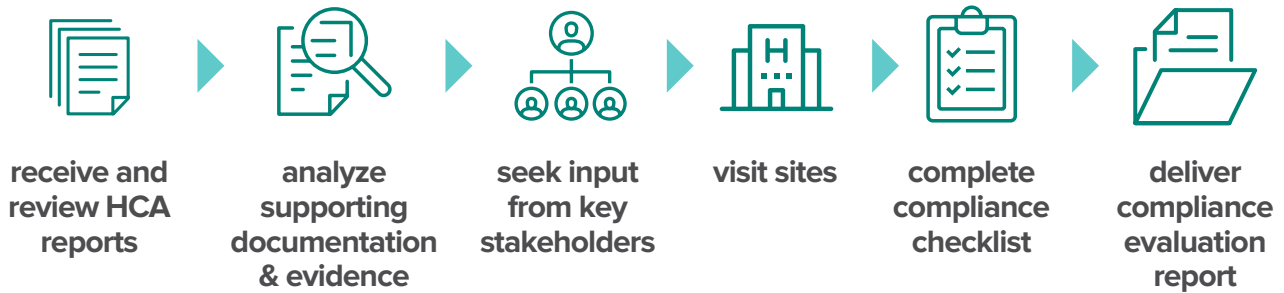 receive and
review HCA
reports
analyze
supporting
documentation
& evidence
seek input
from key
stakeholders
H
visit sites
complete
compliance
checklist
deliver
compliance
evaluation
report